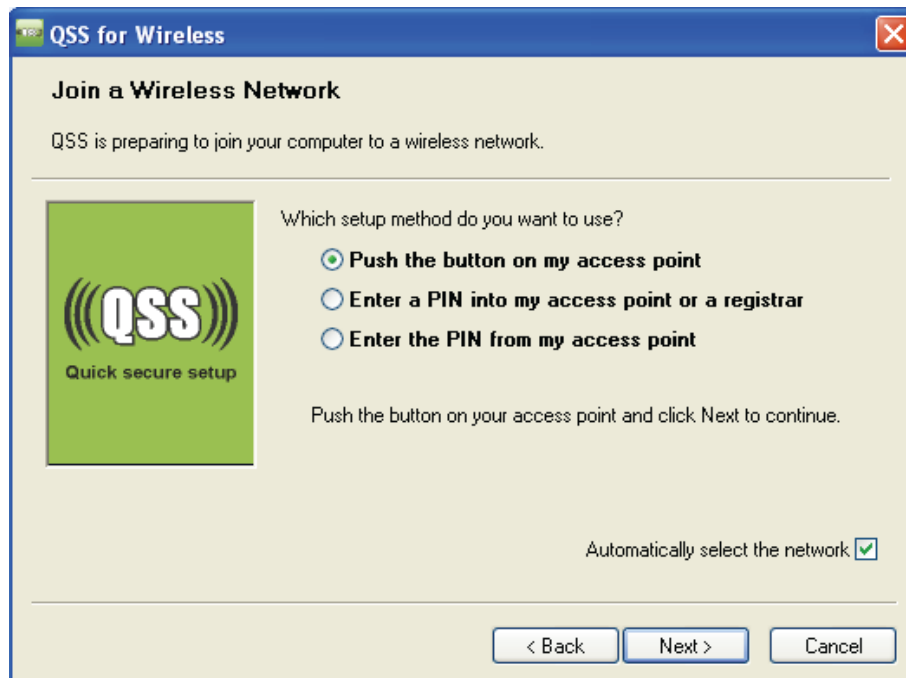 QSS for Wireless
Join a Wireless Network
QSS is preparing to join your computer to a wireless network.
Which setup method do you want to use?
Push the button on my access point
Enter a PIN into my access point or a registrar
Enter the PIN from my access point
(((QSS)))
Quick secure setup
Push the button on your access point and click Next to continue.
Automatically select the network
< Back
Next >
Cancel